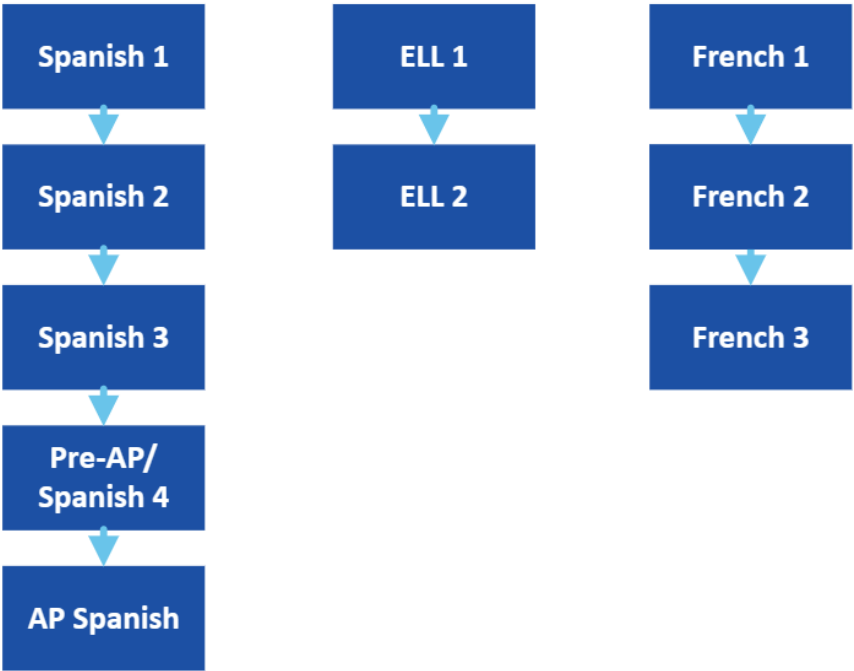 Spanish 1
Spanish 2
Spanish 3
Pre-AP/
Spanish 4
AP Spanish
ELL 1
ELL 2
French 1
French 2
French 3